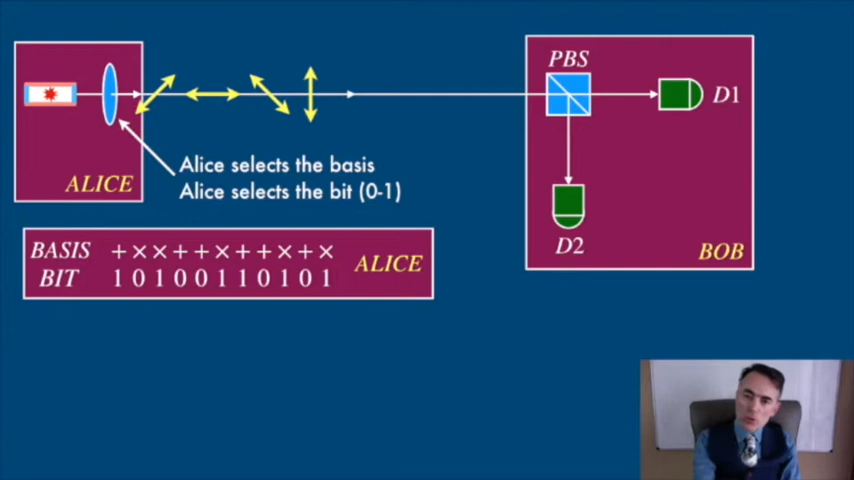 PBS
D1
Alice selects the basis
Alice selects the bit (0-1)
ALICE
D2
BOB
BASIS + × × + + × + + × + ×
BIT 1 0 1 0 0 1 1 0 1 0 1
ALICE